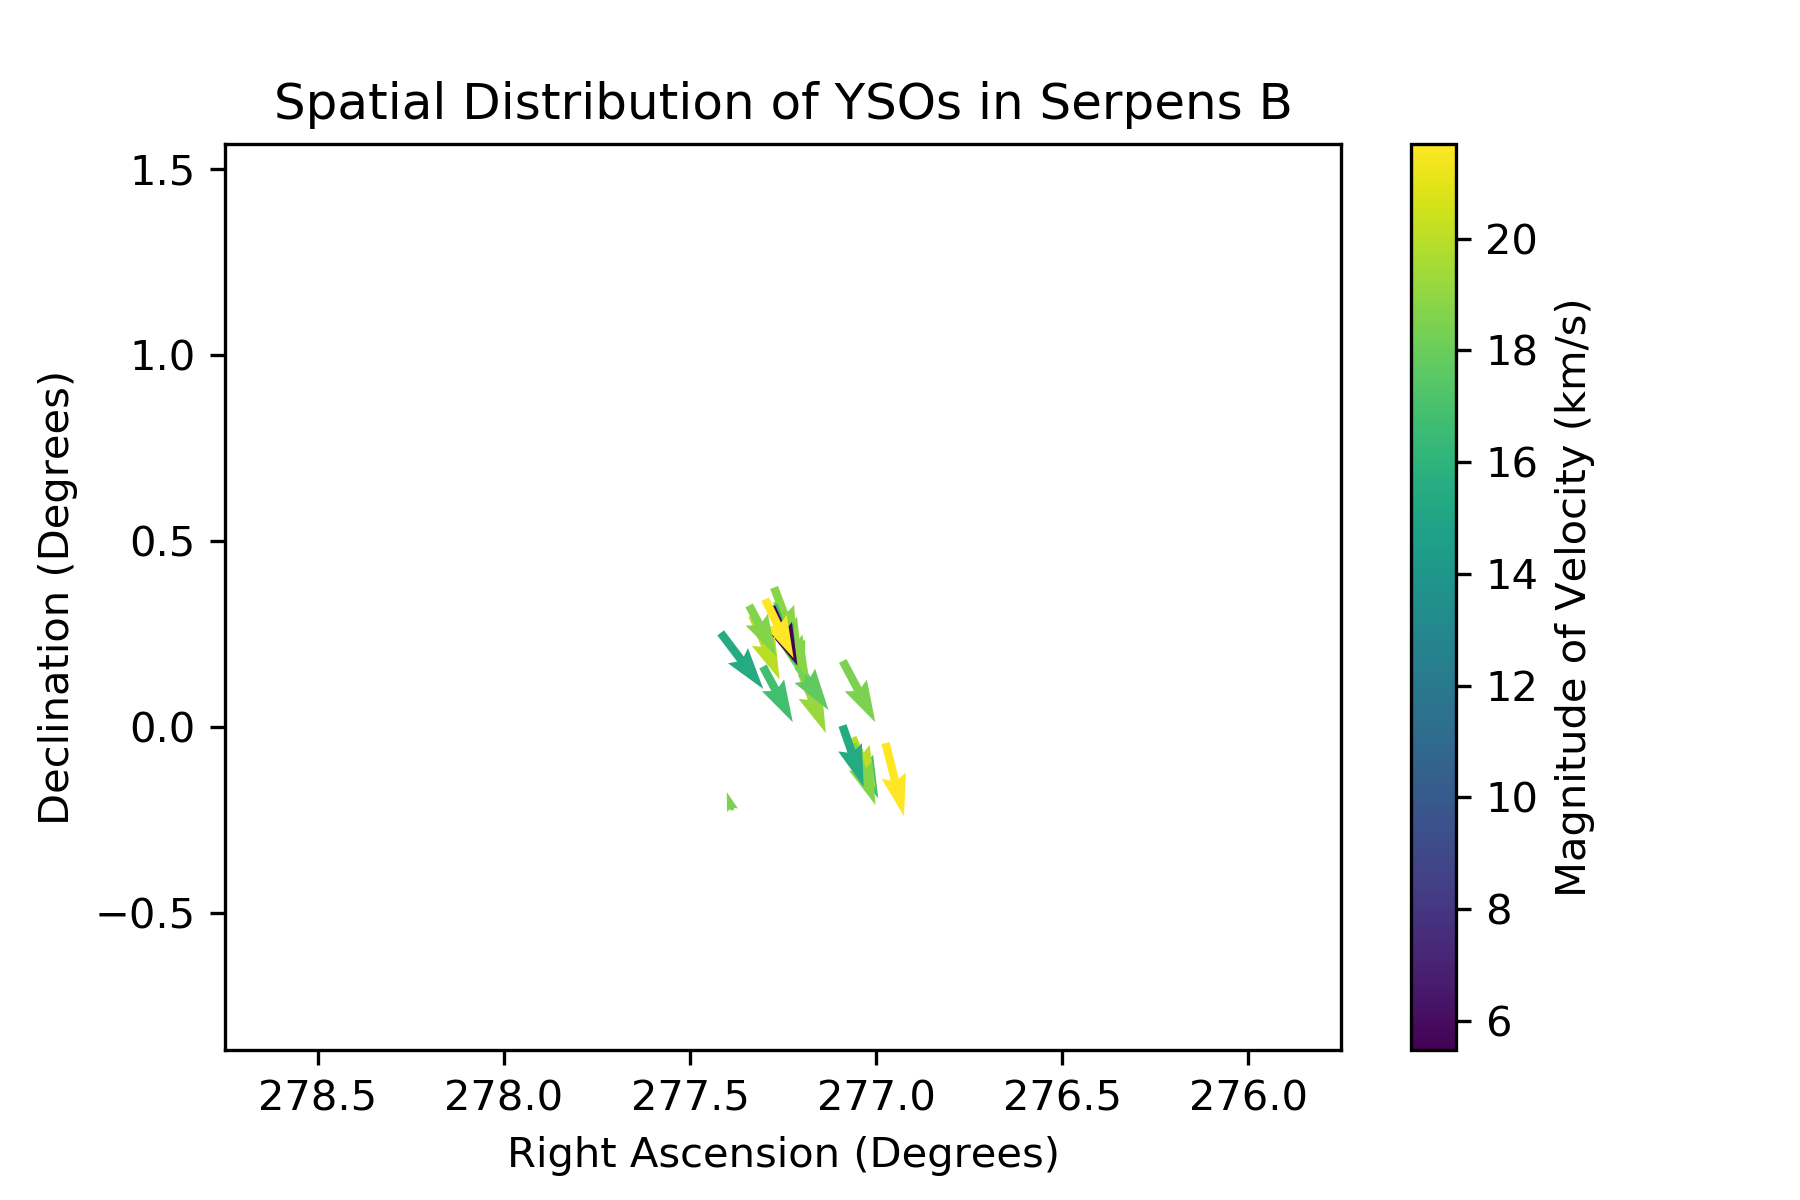 Spatial Distribution of YSOs in Serpens B
1.5
1.0
0.5
0.0
−0.5
Declination (Degrees)
278.5 278.0 277.5 277.0 276.5 276.0
Right Ascension (Degrees)
20
18
16
14
12
10
8
6
Magnitude of Velocity (km/s)